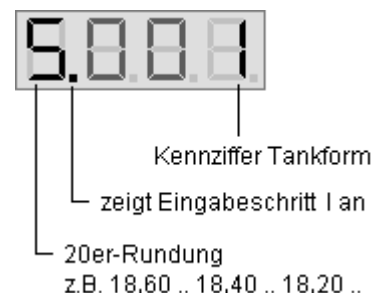 5.001
Kennziffer Tankform
zeigt Eingabeschritt I an
20er-Rundung
z.B. 18,60 .. 18,40 .. 18,20 ..